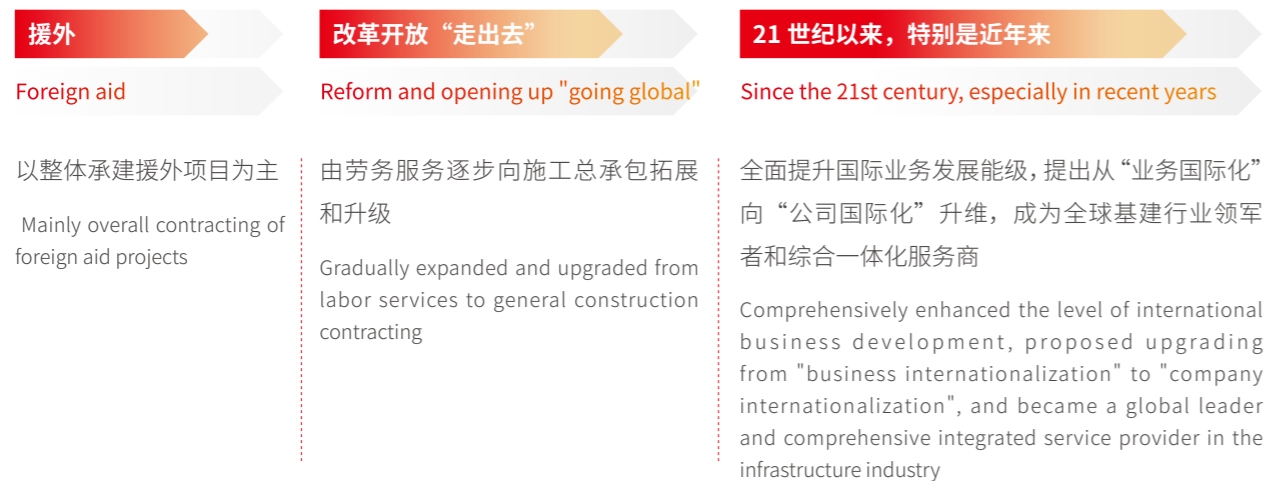 援外
Foreign aid
以整体承建援外项目为主
Mainly overall contracting of
foreign aid projects
改革开放“走出去”
Reform and opening up "going global"
由劳务服务逐步向施工总承包拓展
和升级
Gradually expanded and upgraded from
labor services to general construction
contracting
21 世纪以来，特别是近年来
Since the 21st century, especially in recent years
全面提升国际业务发展能级，提出从“业务国际化”
向“公司国际化”升维，成为全球基建行业领军
者和综合一体化服务商
Comprehensively enhanced the level of international
business development, proposed upgrading
from "business internationalization" to "company
internationalization", and became a global leader
and comprehensive integrated service provider in the
infrastructure industry